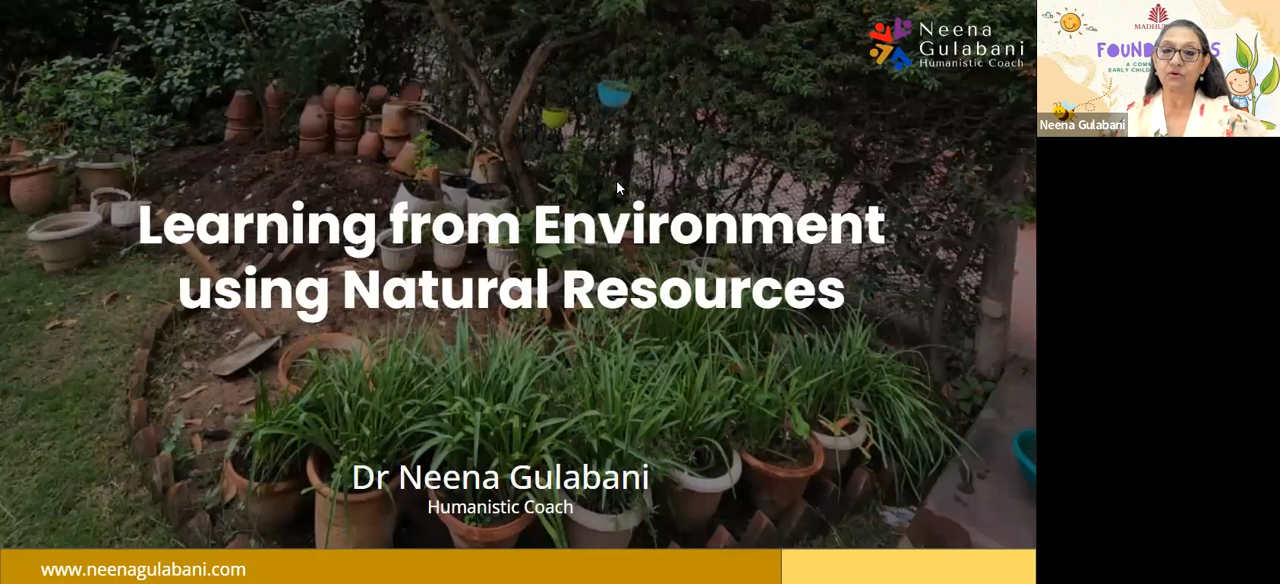 Neena
Gulabani
Humanistic Coach
Learning from Environment
using Natural Resources
Dr Neena Gulabani
Humanistic Coach
www.neenagulabani.com
Neena Gulabani